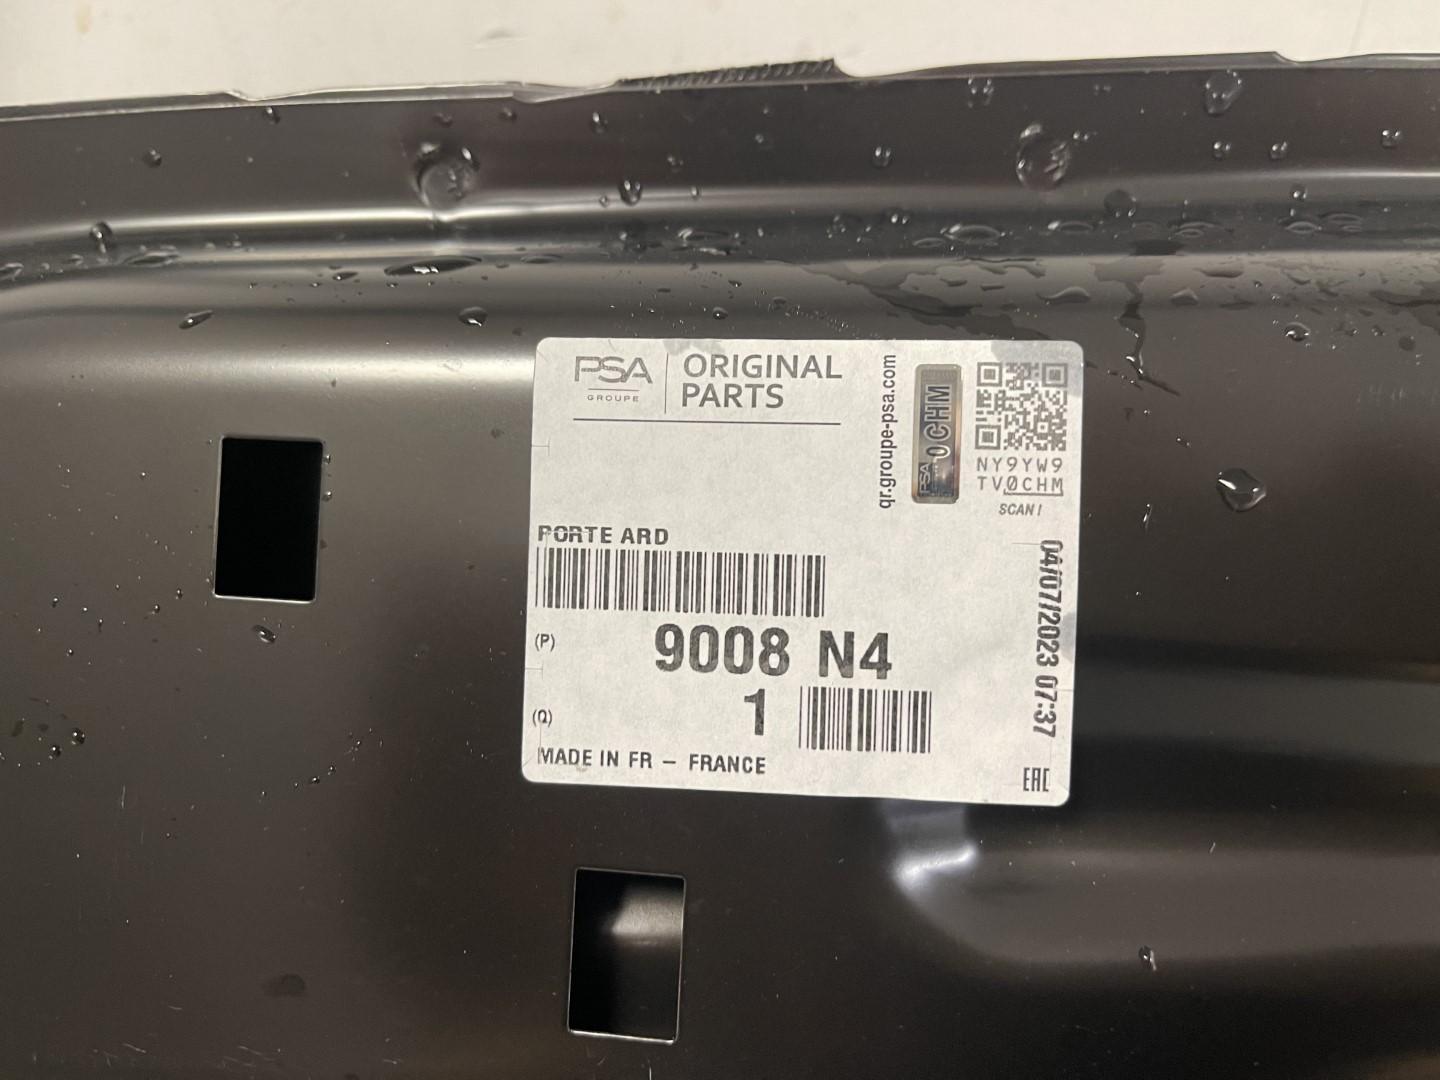 PSA
GROUPE
ORIGINAL
PARTS
qr.groupe-psa.com
PSA
0CHM
NY9YW9
TV0CHM
SCAN!
PORTE ARD
(P)
9008 N4
(Q)
1
MADE IN FR – FRANCE
04/07/2023 07:37
EAC